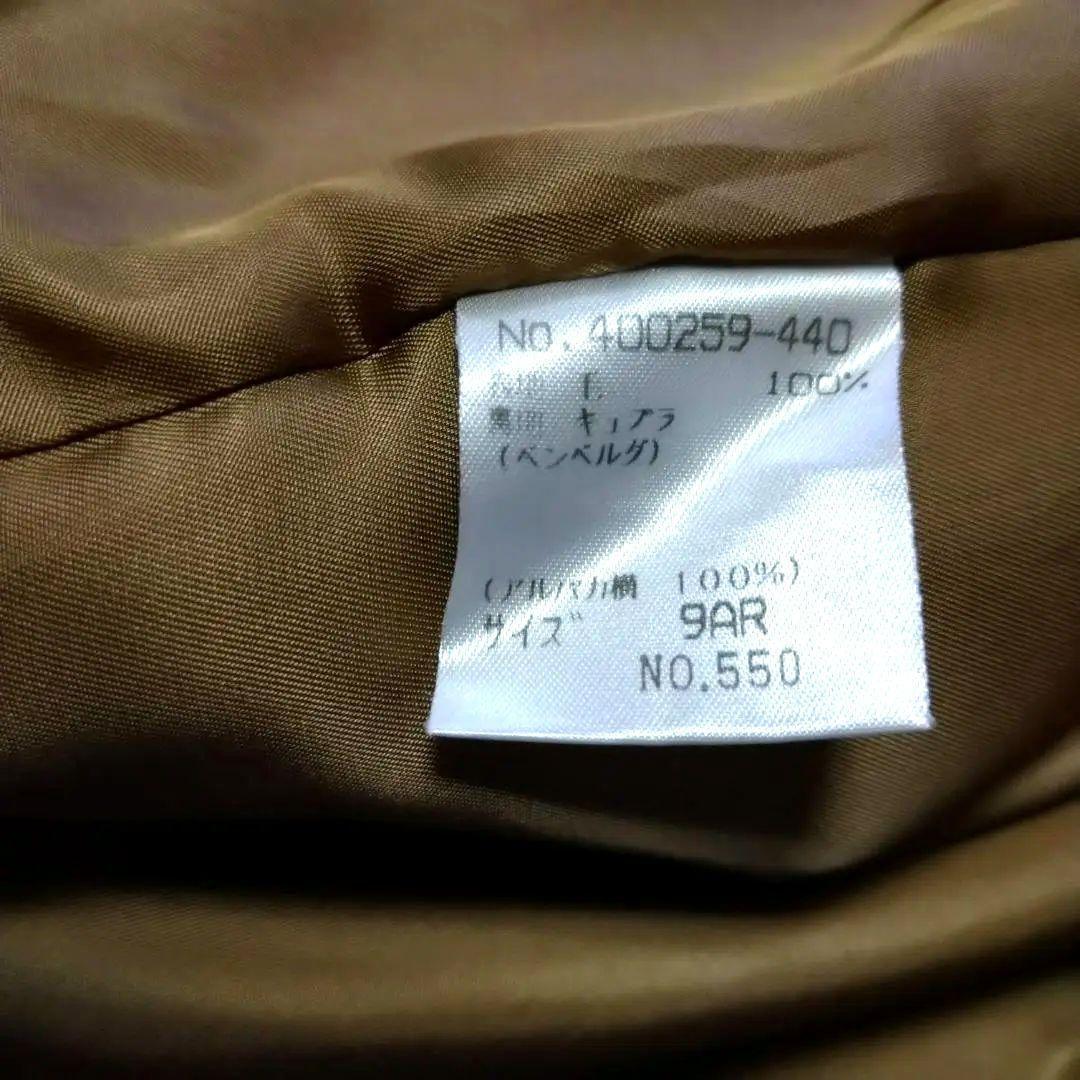 No. 400259-440
100%
キュプラ
(ベンベルグ)
(アルパカ横 100%)
サイズ 9AR
NO.550